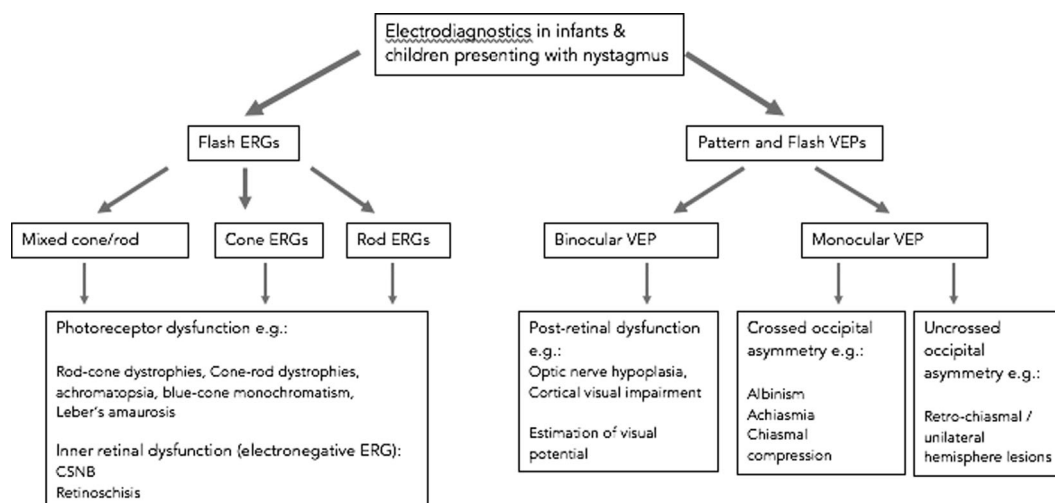 Electrodiagnostics in infants &
children presenting with nystagmus
Flash ERGs
Pattern and Flash VEPs
Mixed cone/rod
Cone ERGs
Rod ERGs
Binocular VEP
Monocular VEP
Photoreceptor dysfunction e.g.:
Rod-cone dystrophies, Cone-rod dystrophies,
achromatopsia, blue-cone monochromatism,
Leber's amaurosis
Inner retinal dysfunction (electronegative ERG):
CSNB
Retinoschisis
Post-retinal dysfunction
e.g.:
Optic nerve hypoplasia,
Cortical visual impairment
Estimation of visual
potential
Crossed occipital
asymmetry e.g.:
Albinism
Achiasmia
Chiasmal
compression
Uncrossed
occipital
asymmetry e.g.:
Retro-chiasmal /
unilateral
hemisphere lesions